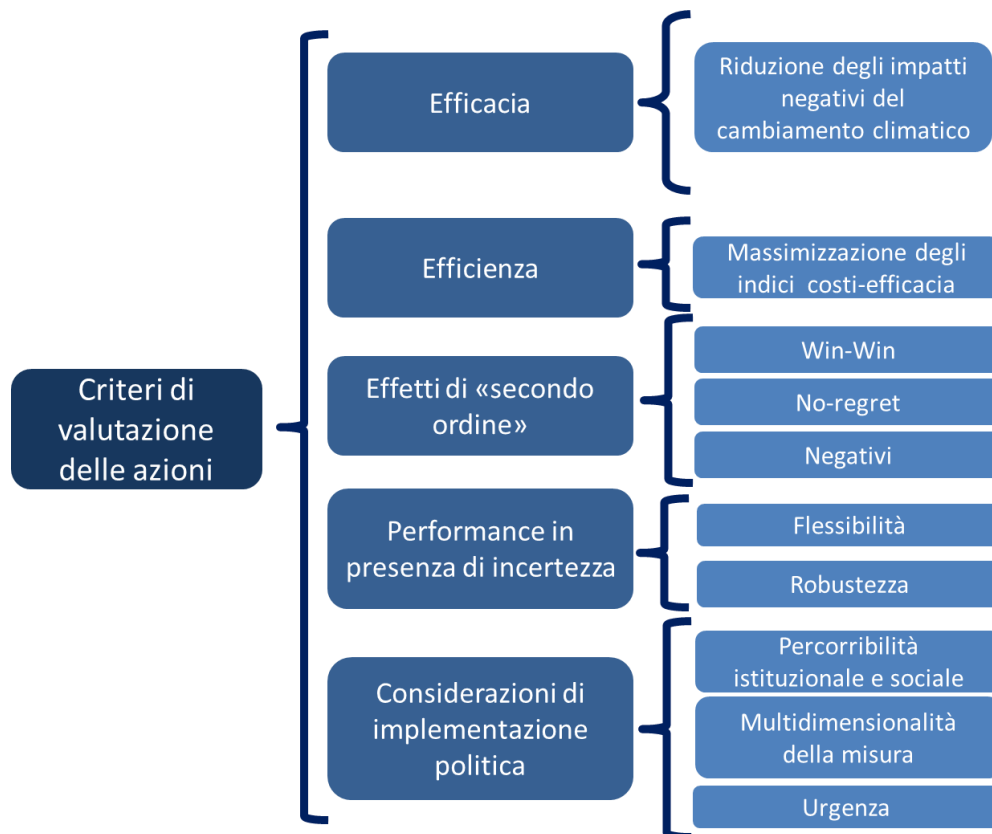 Criteri di
valutazione
delle azioni
Efficacia
Riduzione degli impatti
negativi del
cambiamento climatico
Efficienza
Massimizzazione degli
indici costi-efficacia
Effetti di «secondo
ordine»
Win-Win
No-regret
Negativi
Performance in
presenza di incertezza
Flessibilità
Robustezza
Considerazioni di
implementazione
politica
Percorribilità
istituzionale e sociale
Multidimensionalità
della misura
Urgenza